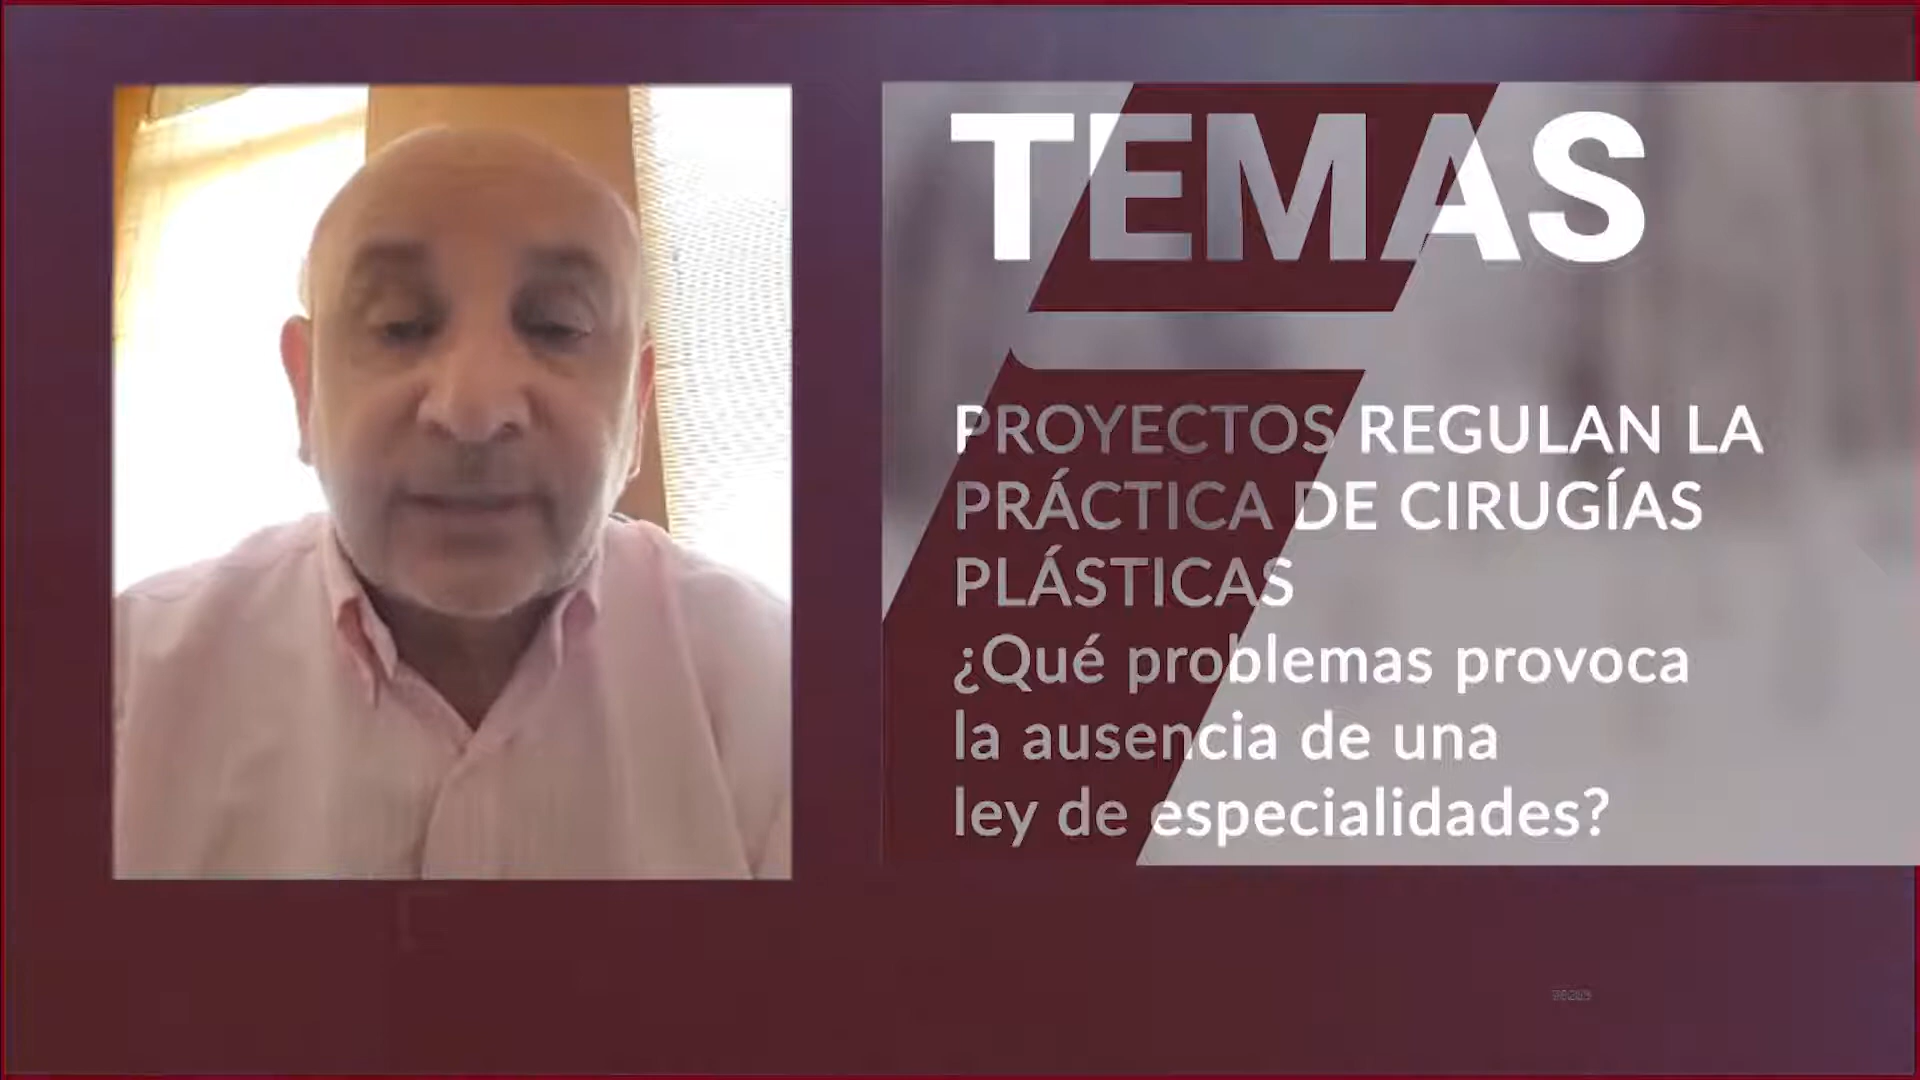 TEMAS
PROYECTOS REGULAN LA
PRÁCTICA DE CIRUGÍAS
PLÁSTICAS
¿Qué problemas provoca
la ausencia de una
ley de especialidades?